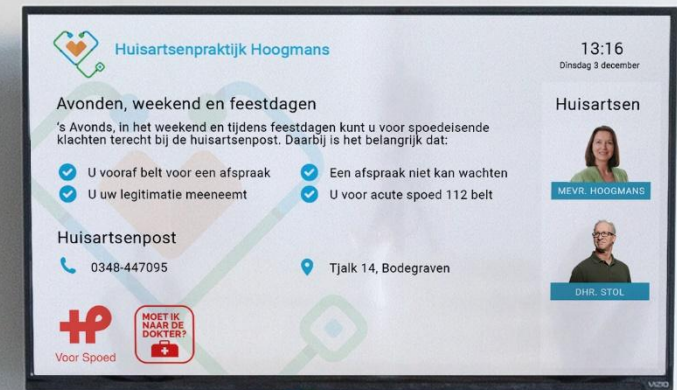 Huisartsenpraktijk Hoogmans
13:16
Dinsdag 3 december
Avonden, weekend en feestdagen
's Avonds, in het weekend en tijdens feestdagen kunt u voor spoedeisende
klachten terecht bij de huisartsenpost. Daarbij is het belangrijk dat:
U vooraf belt voor een afspraak
Een afspraak niet kan wachten
U uw legitimatie meeneemt
U voor acute spoed 112 belt
Huisartsenpost
0348-447095
Tjalk 14, Bodegraven
Huisartsen
MEVR. HOOGMANS
DHR. STOL
Voor Spoed
MOET IK
NAAR DE
DOKTER?
VIZIO